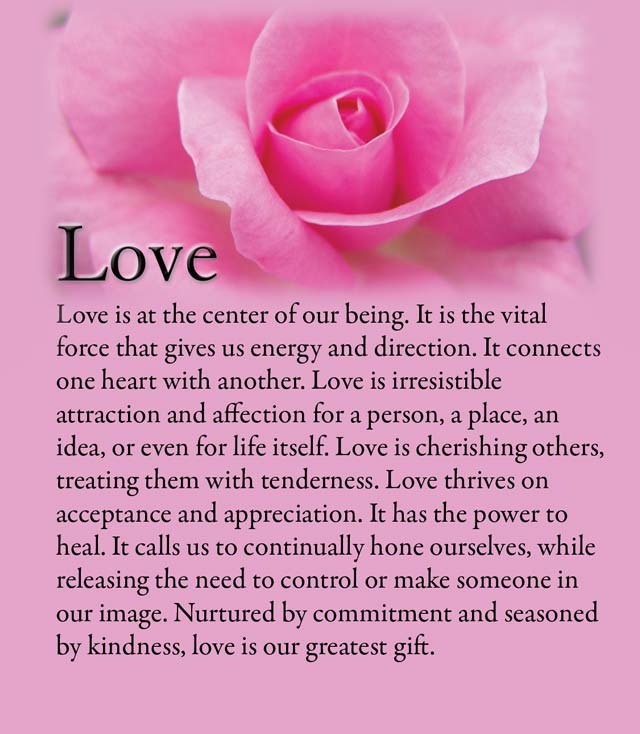 Love
Love is at the center of our being. It is the vital
force that gives us energy and direction. It connects
one heart with another. Love is irresistible
attraction and affection for a person, a place, an
idea, or even for life itself. Love is cherishing others,
treating them with tenderness. Love thrives on
acceptance and appreciation. It has the power to
heal. It calls us to continually hone ourselves, while
releasing the need to control or make someone in
our image. Nurtured by commitment and seasoned
by kindness, love is our greatest gift.